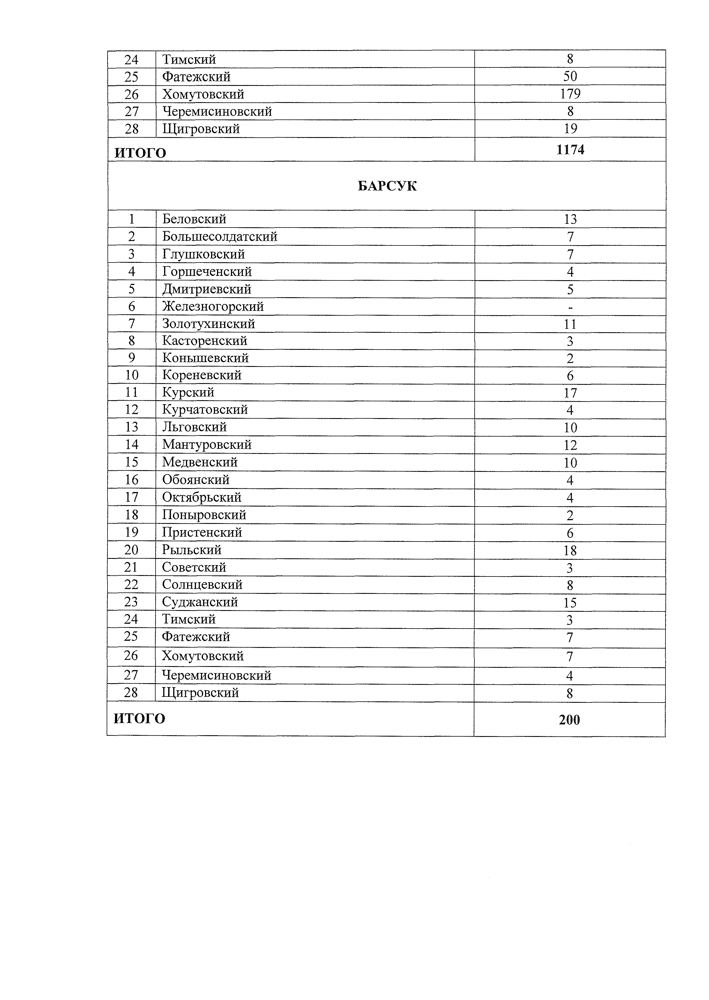 24 Тимский 8
25 Фатежский 50
26 Хомутовский 179
27 Черемисиновский 8
28 Щигровский 19
ИТОГО 1174
БАРСУК
1 Беловский 13
2 Большесолдатский 7
3 Глушковский 7
4 Горшеченский 4
5 Дмитриевский 5
6 Железногорский -
7 Золотухинский 11
8 Касторенский 3
9 Конышевский 2
10 Кореневский 6
11 Курский 17
12 Курчатовский 4
13 Льговский 10
14 Мантуровский 12
15 Медвенский 10
16 Обоянский 4
17 Октябрьский 4
18 Поныровский 2
19 Пристенский 6
20 Рыльский 18
21 Советский 3
22 Солнцевский 8
23 Суджанский 15
24 Тимский 3
25 Фатежский 7
26 Хомутовский 7
27 Черемисиновский 4
28 Щигровский 8
ИТОГО 200